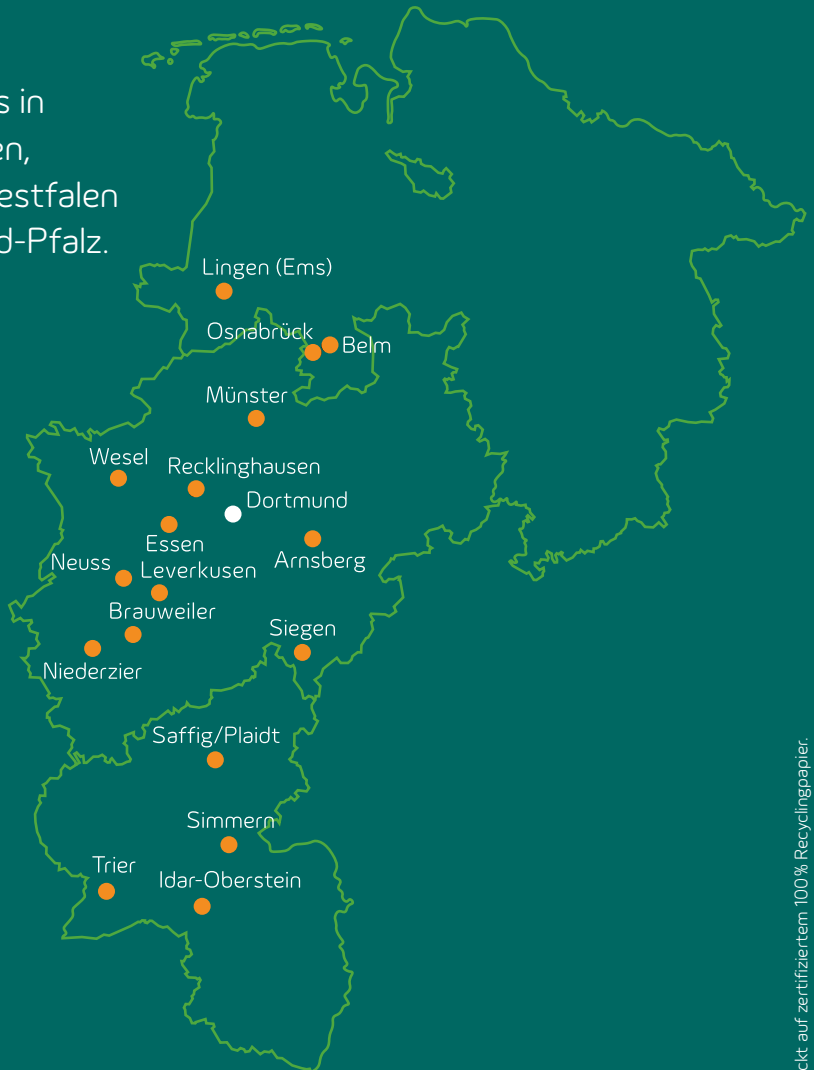 s in
en,
estfalen
d-Pfalz.
Lingen (Ems)
Osnabrück
Belm
Münster
Wesel
Recklinghausen
Dortmund
Essen
Arnsberg
Neuss
Leverkusen
Brauweiler
Siegen
Niederzier
Saffig/Plaidt
Simmern
Trier
Idar-Oberstein
ckt auf zertifiziertem 100% Recyclingpapier.